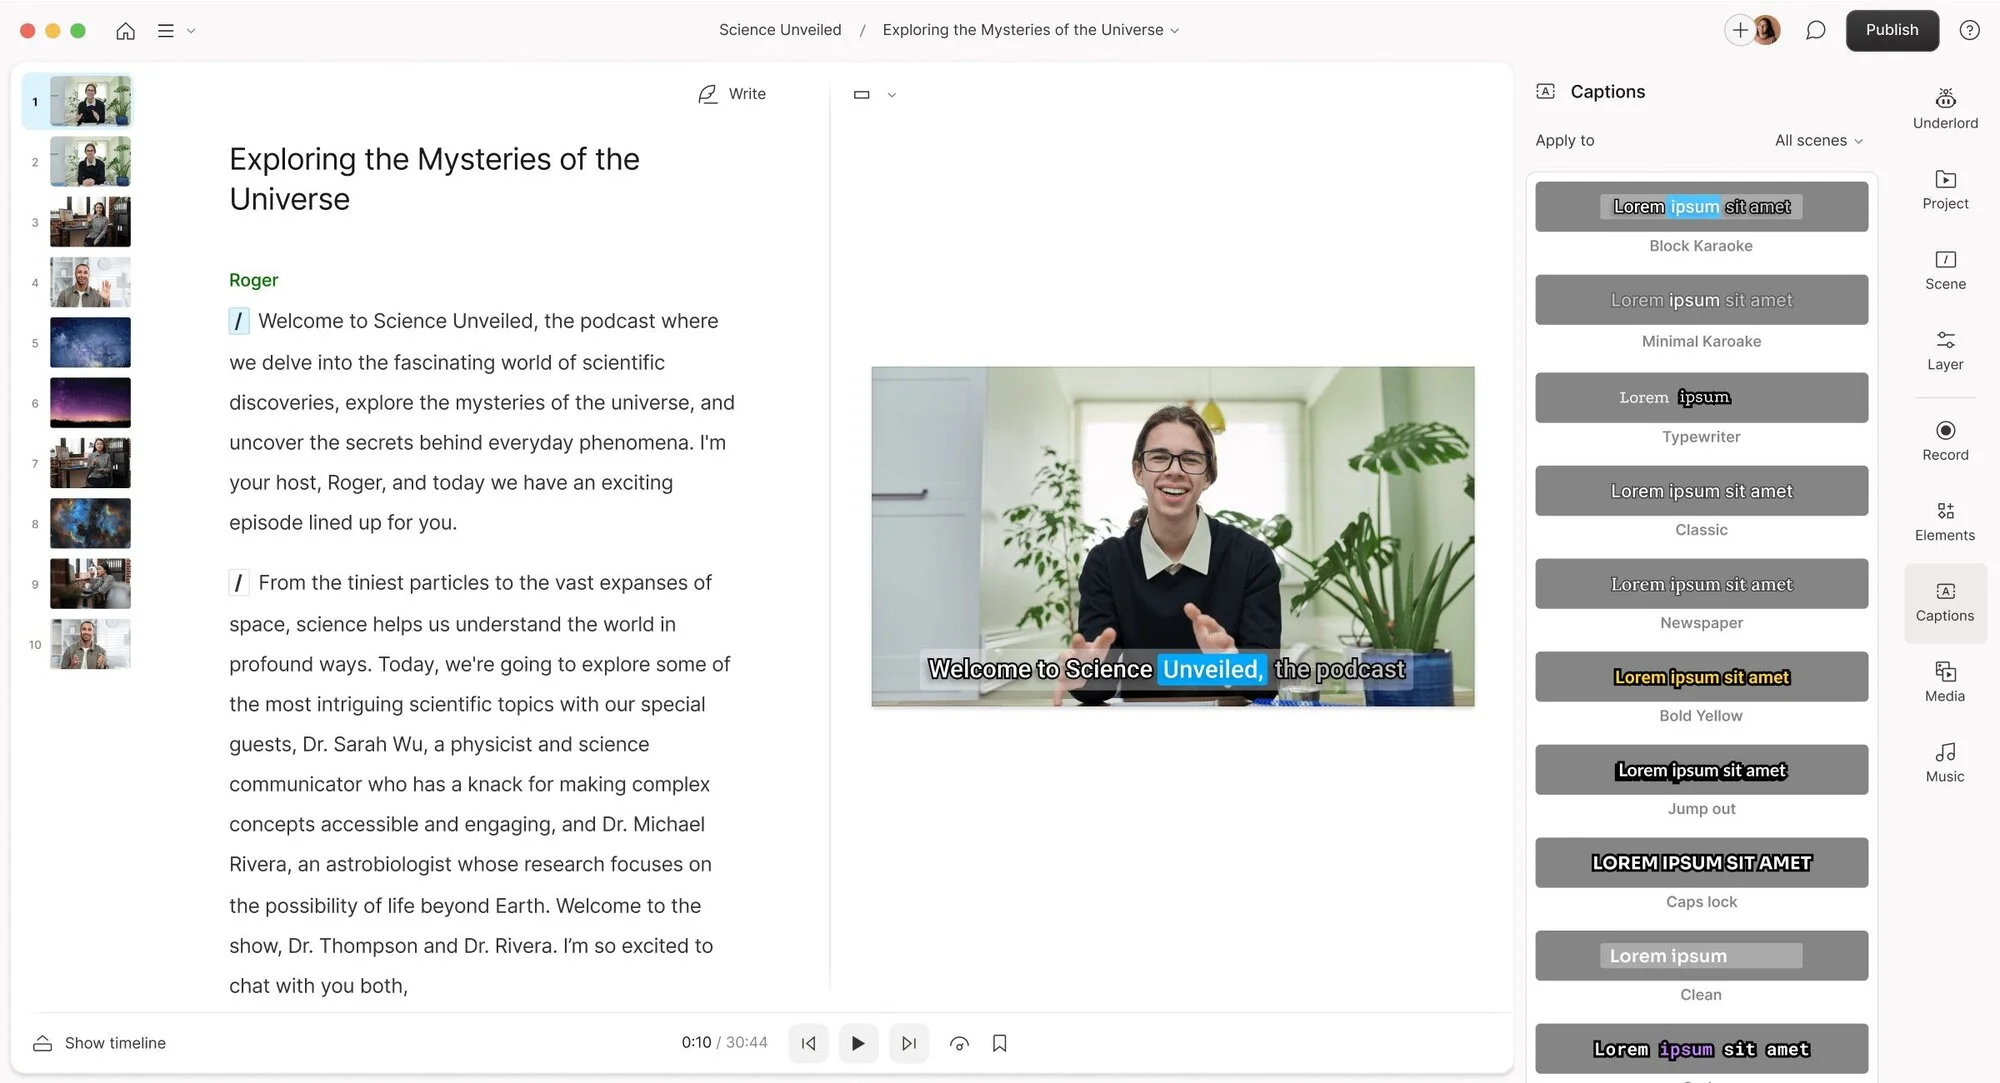 Science Unveiled / Exploring the Mysteries of the Universe
Publish
1
2
3
4
5
6
7
8
9
10
Write
Exploring the Mysteries of the
Universe
Roger
/ Welcome to Science Unveiled, the podcast where
we delve into the fascinating world of scientific
discoveries, explore the mysteries of the universe, and
uncover the secrets behind everyday phenomena. I'm
your host, Roger, and today we have an exciting
episode lined up for you.
/ From the tiniest particles to the vast expanses of
space, science helps us understand the world in
profound ways. Today, we're going to explore some of
the most intriguing scientific topics with our special
guests, Dr. Sarah Wu, a physicist and science
communicator who has a knack for making complex
concepts accessible and engaging, and Dr. Michael
Rivera, an astrobiologist whose research focuses on
the possibility of life beyond Earth. Welcome to the
show, Dr. Thompson and Dr. Rivera. I’m so excited to
chat with you both,
Welcome to Science Unveiled, the podcast
Show timeline
0:10 / 30:44
Captions
Apply to
All scenes
Lorem ipsum sit amet
Block Karaoke
Lorem ipsum sit amet
Minimal Karoake
Lorem ipsum
Typewriter
Lorem ipsum sit amet
Classic
Lorem ipsum sit amet
Newspaper
Lorem ipsum sit amet
Bold Yellow
Lorem ipsum sit amet
Jump out
LOREM IPSUM SIT AMET
Caps lock
Lorem ipsum
Clean
Lorem ipsum sit amet
Underlord
Project
Scene
Layer
Record
Elements
Captions
Media
Music